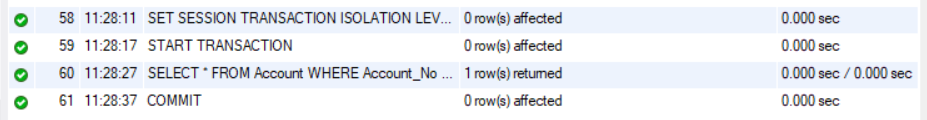 58 11:28:11 SET SESSION TRANSACTION ISOLATION LEV... 0 row(s) affected 0.000 sec
59 11:28:17 START TRANSACTION 0 row(s) affected 0.000 sec
60 11:28:27 SELECT * FROM Account WHERE Account_No ... 1 row(s) returned 0.000 sec / 0.000 sec
61 11:28:37 COMMIT 0 row(s) affected 0.000 sec